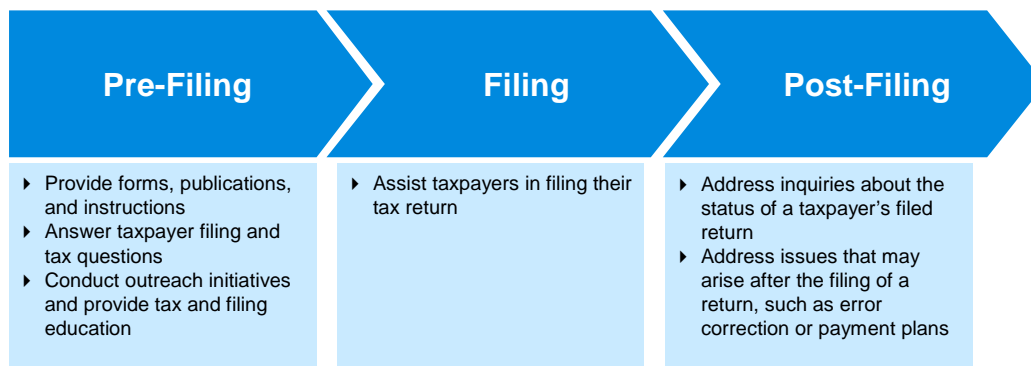 Pre-Filing
Filing
Post-Filing
Provide forms, publications,
and instructions
Answer taxpayer filing and
tax questions
Conduct outreach initiatives
and provide tax and filing
education
Assist taxpayers in filing their
tax return
Address inquiries about the
status of a taxpayer’s filed
return
Address issues that may
arise after the filing of a
return, such as error
correction or payment plans